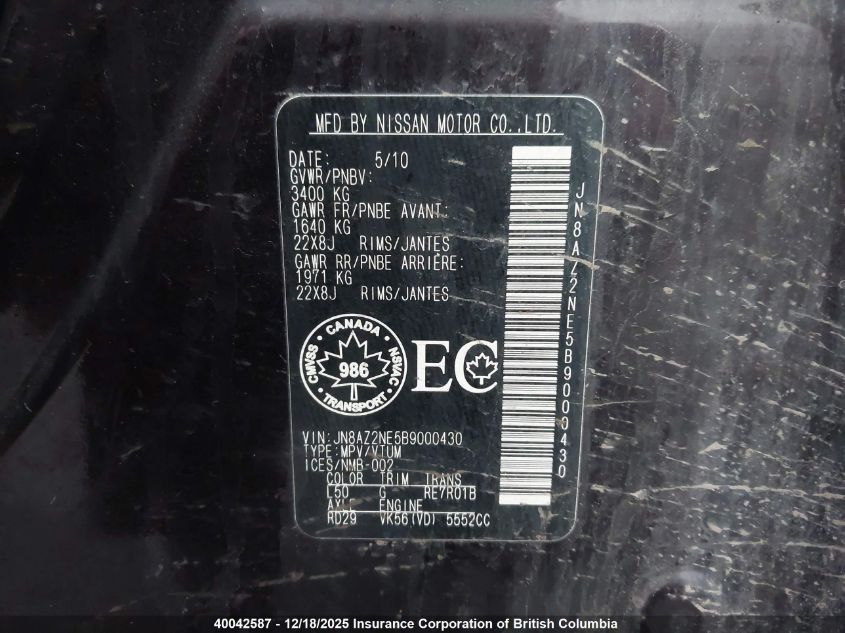 MFD BY NISSAN MOTOR CO.,LTD.
DATE: 5/10
GVWR/PNBV:
3400 KG
GAWR FR/PNBE AVANT:
1640 KG
22X8J RIMS/JANTES
GAWR RR/PNBE ARRIÈRE:
1971 KG
22X8J RIMS/JANTES
JN8AZ2NE5B9000430
CANADA
CMVSS
986
NSVAC
TRANSPORT
EC
VIN: JN8AZ2NE5B9000430
TYPE: MPV/VTUM
ICES/NMB-002
COLOR TRIM TRANS
L50 G RE7R01B
AXLE ENGINE
RD29 VK56(VD) 5552CC
40042587 - 12/18/2025 Insurance Corporation of British Columbia